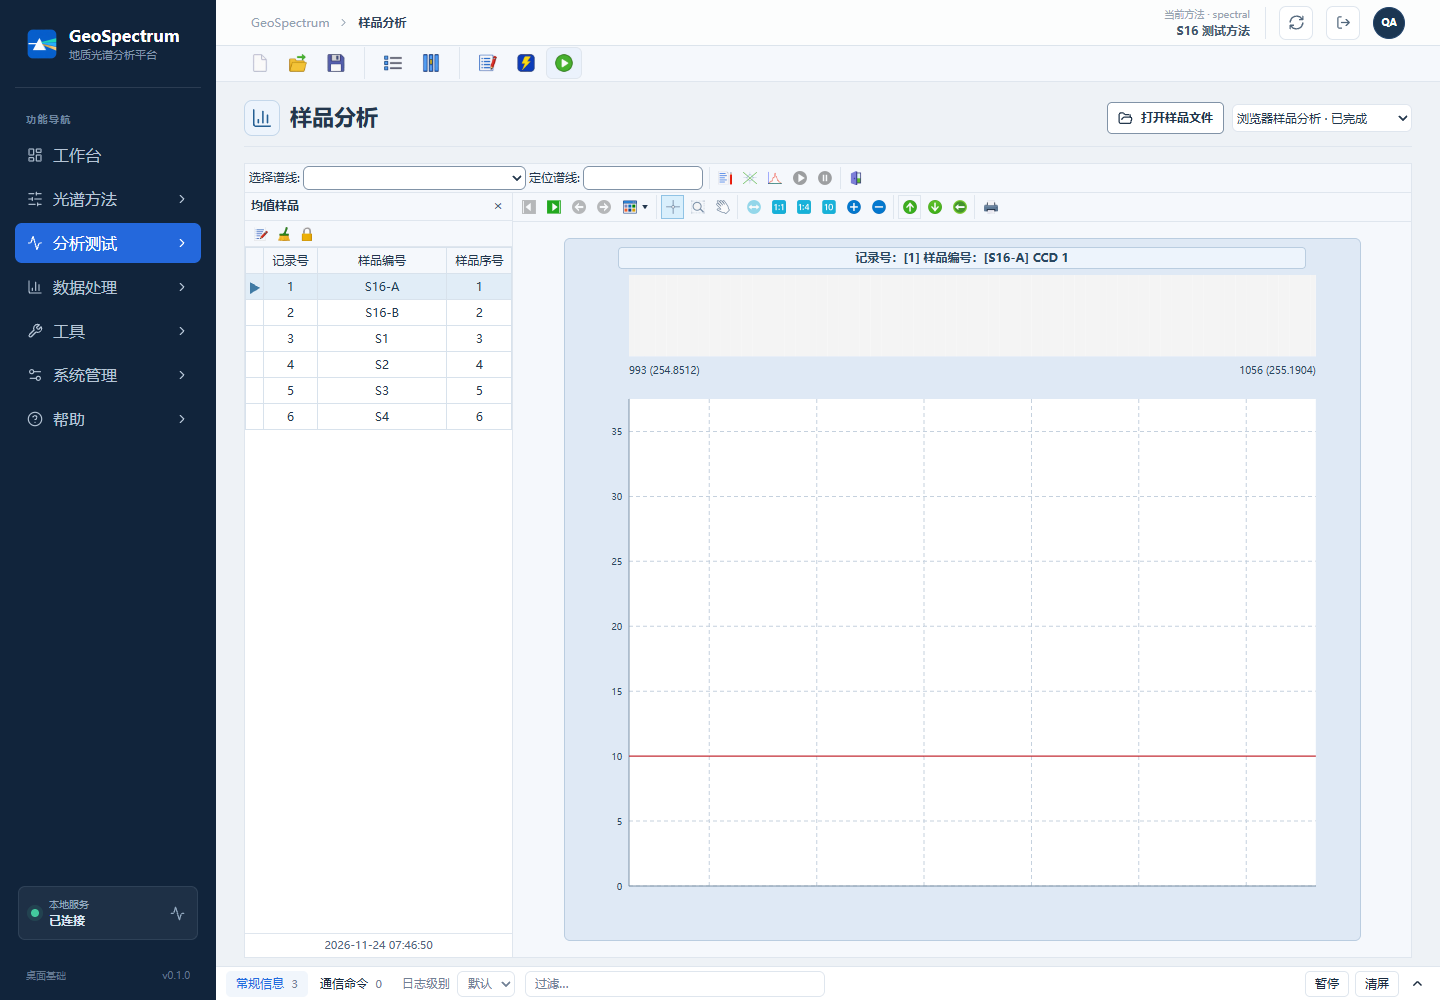 GeoSpectrum
地质光谱分析平台
功能导航
工作台
光谱方法
分析测试
数据处理
工具
系统管理
帮助
本地服务
已连接
桌面基础 v0.1.0
GeoSpectrum > 样品分析
当前方法 · spectral
S16 测试方法
QA
样品分析
打开样品文件
浏览器样品分析 · 已完成
选择谱线: 定位谱线:
均值样品 ×
1:1 1:4 10
记录号 样品编号 样品序号
1 S16-A 1
2 S16-B 2
3 S1 3
4 S2 4
5 S3 5
6 S4 6
2026-11-24 07:46:50
记录号: [1] 样品编号: [S16-A] CCD 1
993 (254.8512) 1056 (255.1904)
35
30
25
20
15
10
5
0
常规信息 3 通信命令 0 日志级别 默认 过滤... 暂停 清屏